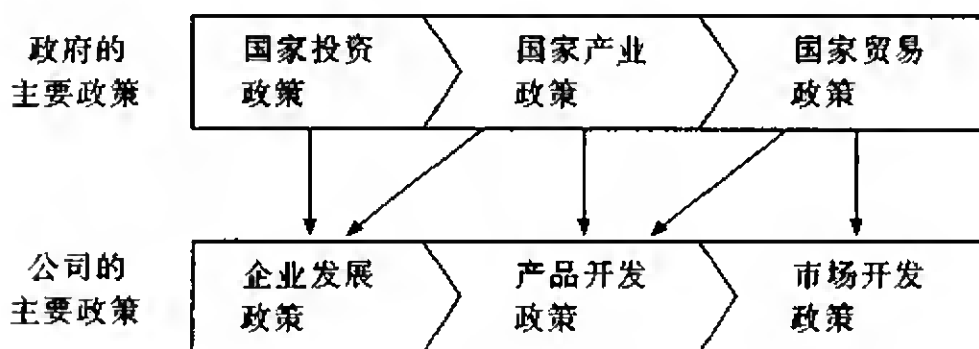 政府的
主要政策
国家投资
政策
国家产业
政策
国家贸易
政策
公司的
主要政策
企业发展
政策
产品开发
政策
市场开发
政策